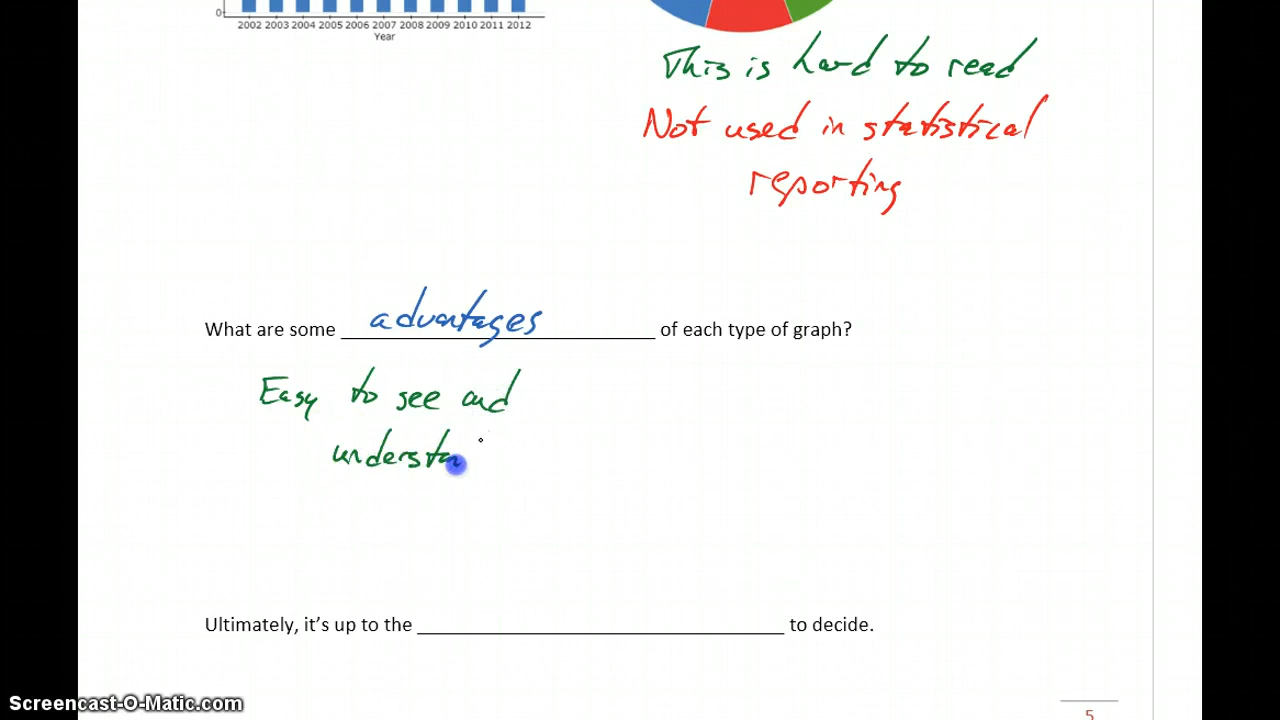 0
2002 2003 2004 2005 2006 2007 2008 2009 2010 2011 2012
Year
This is hard to read
Not used in statistical
reporting
What are some advantages of each type of graph?
Easy to see and
understan
Ultimately, it's up to the ______________________ to decide.
Screencast-O-Matic.com
5